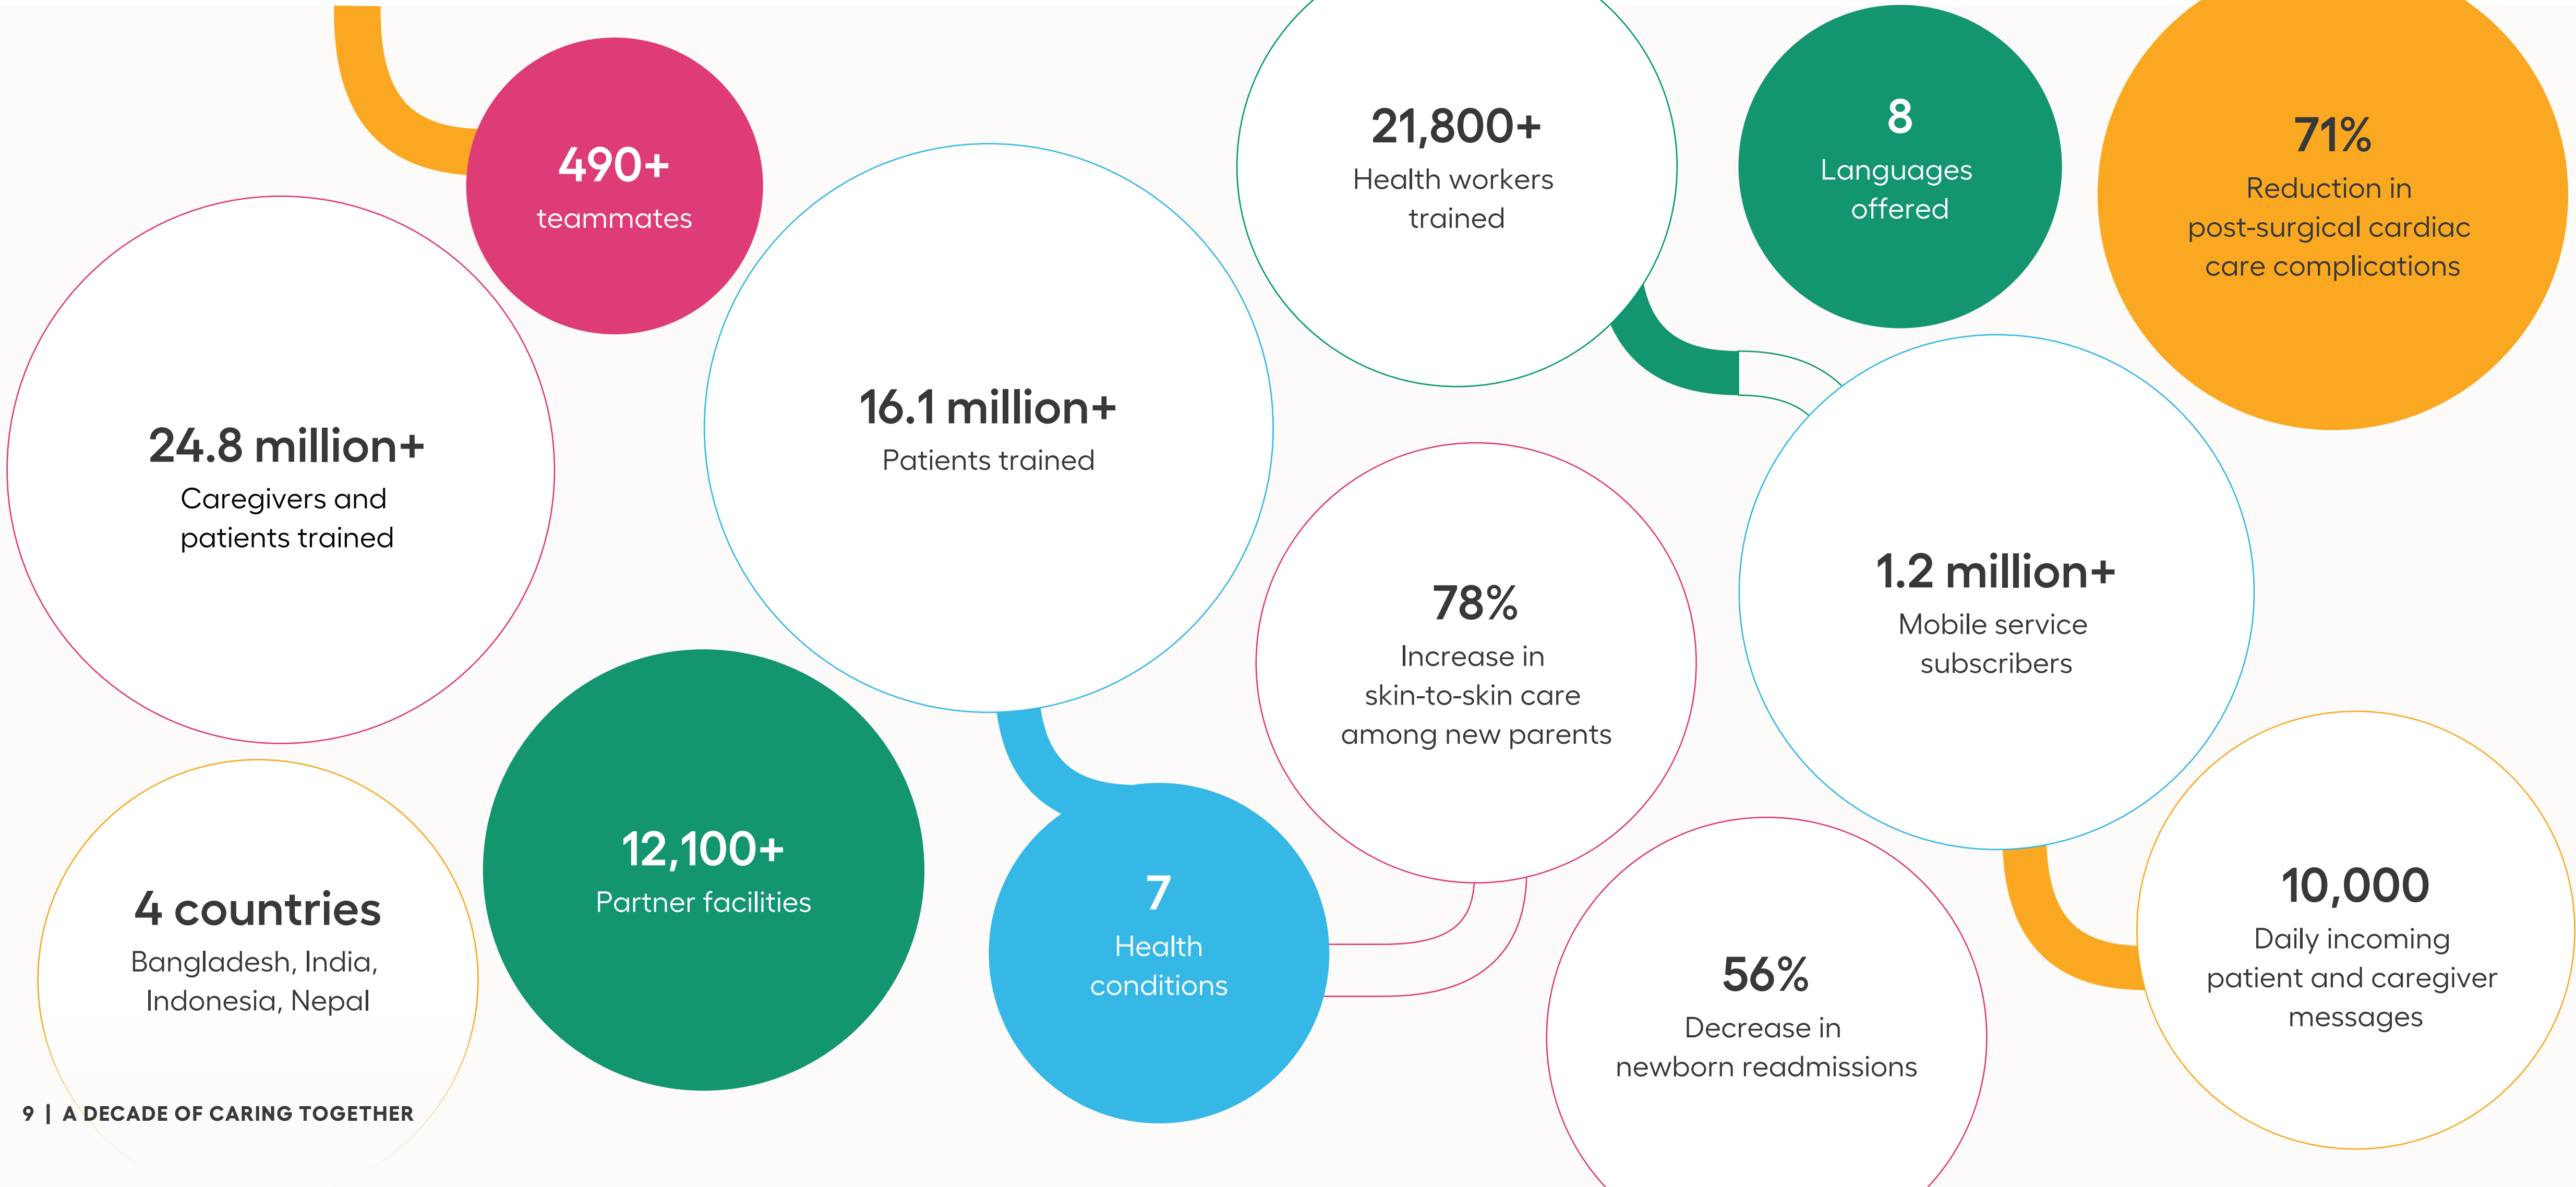 490+
teammates
21,800+
Health workers
trained
8
Languages
offered
71%
Reduction in
post-surgical cardiac
care complications
24.8 million+
Caregivers and
patients trained
16.1 million+
Patients trained
78%
Increase in
skin-to-skin care
among new parents
1.2 million+
Mobile service
subscribers
4 countries
Bangladesh, India,
Indonesia, Nepal
12,100+
Partner facilities
7
Health
conditions
56%
Decrease in
newborn readmissions
10,000
Daily incoming
patient and caregiver
messages
9 | A DECADE OF CARING TOGETHER